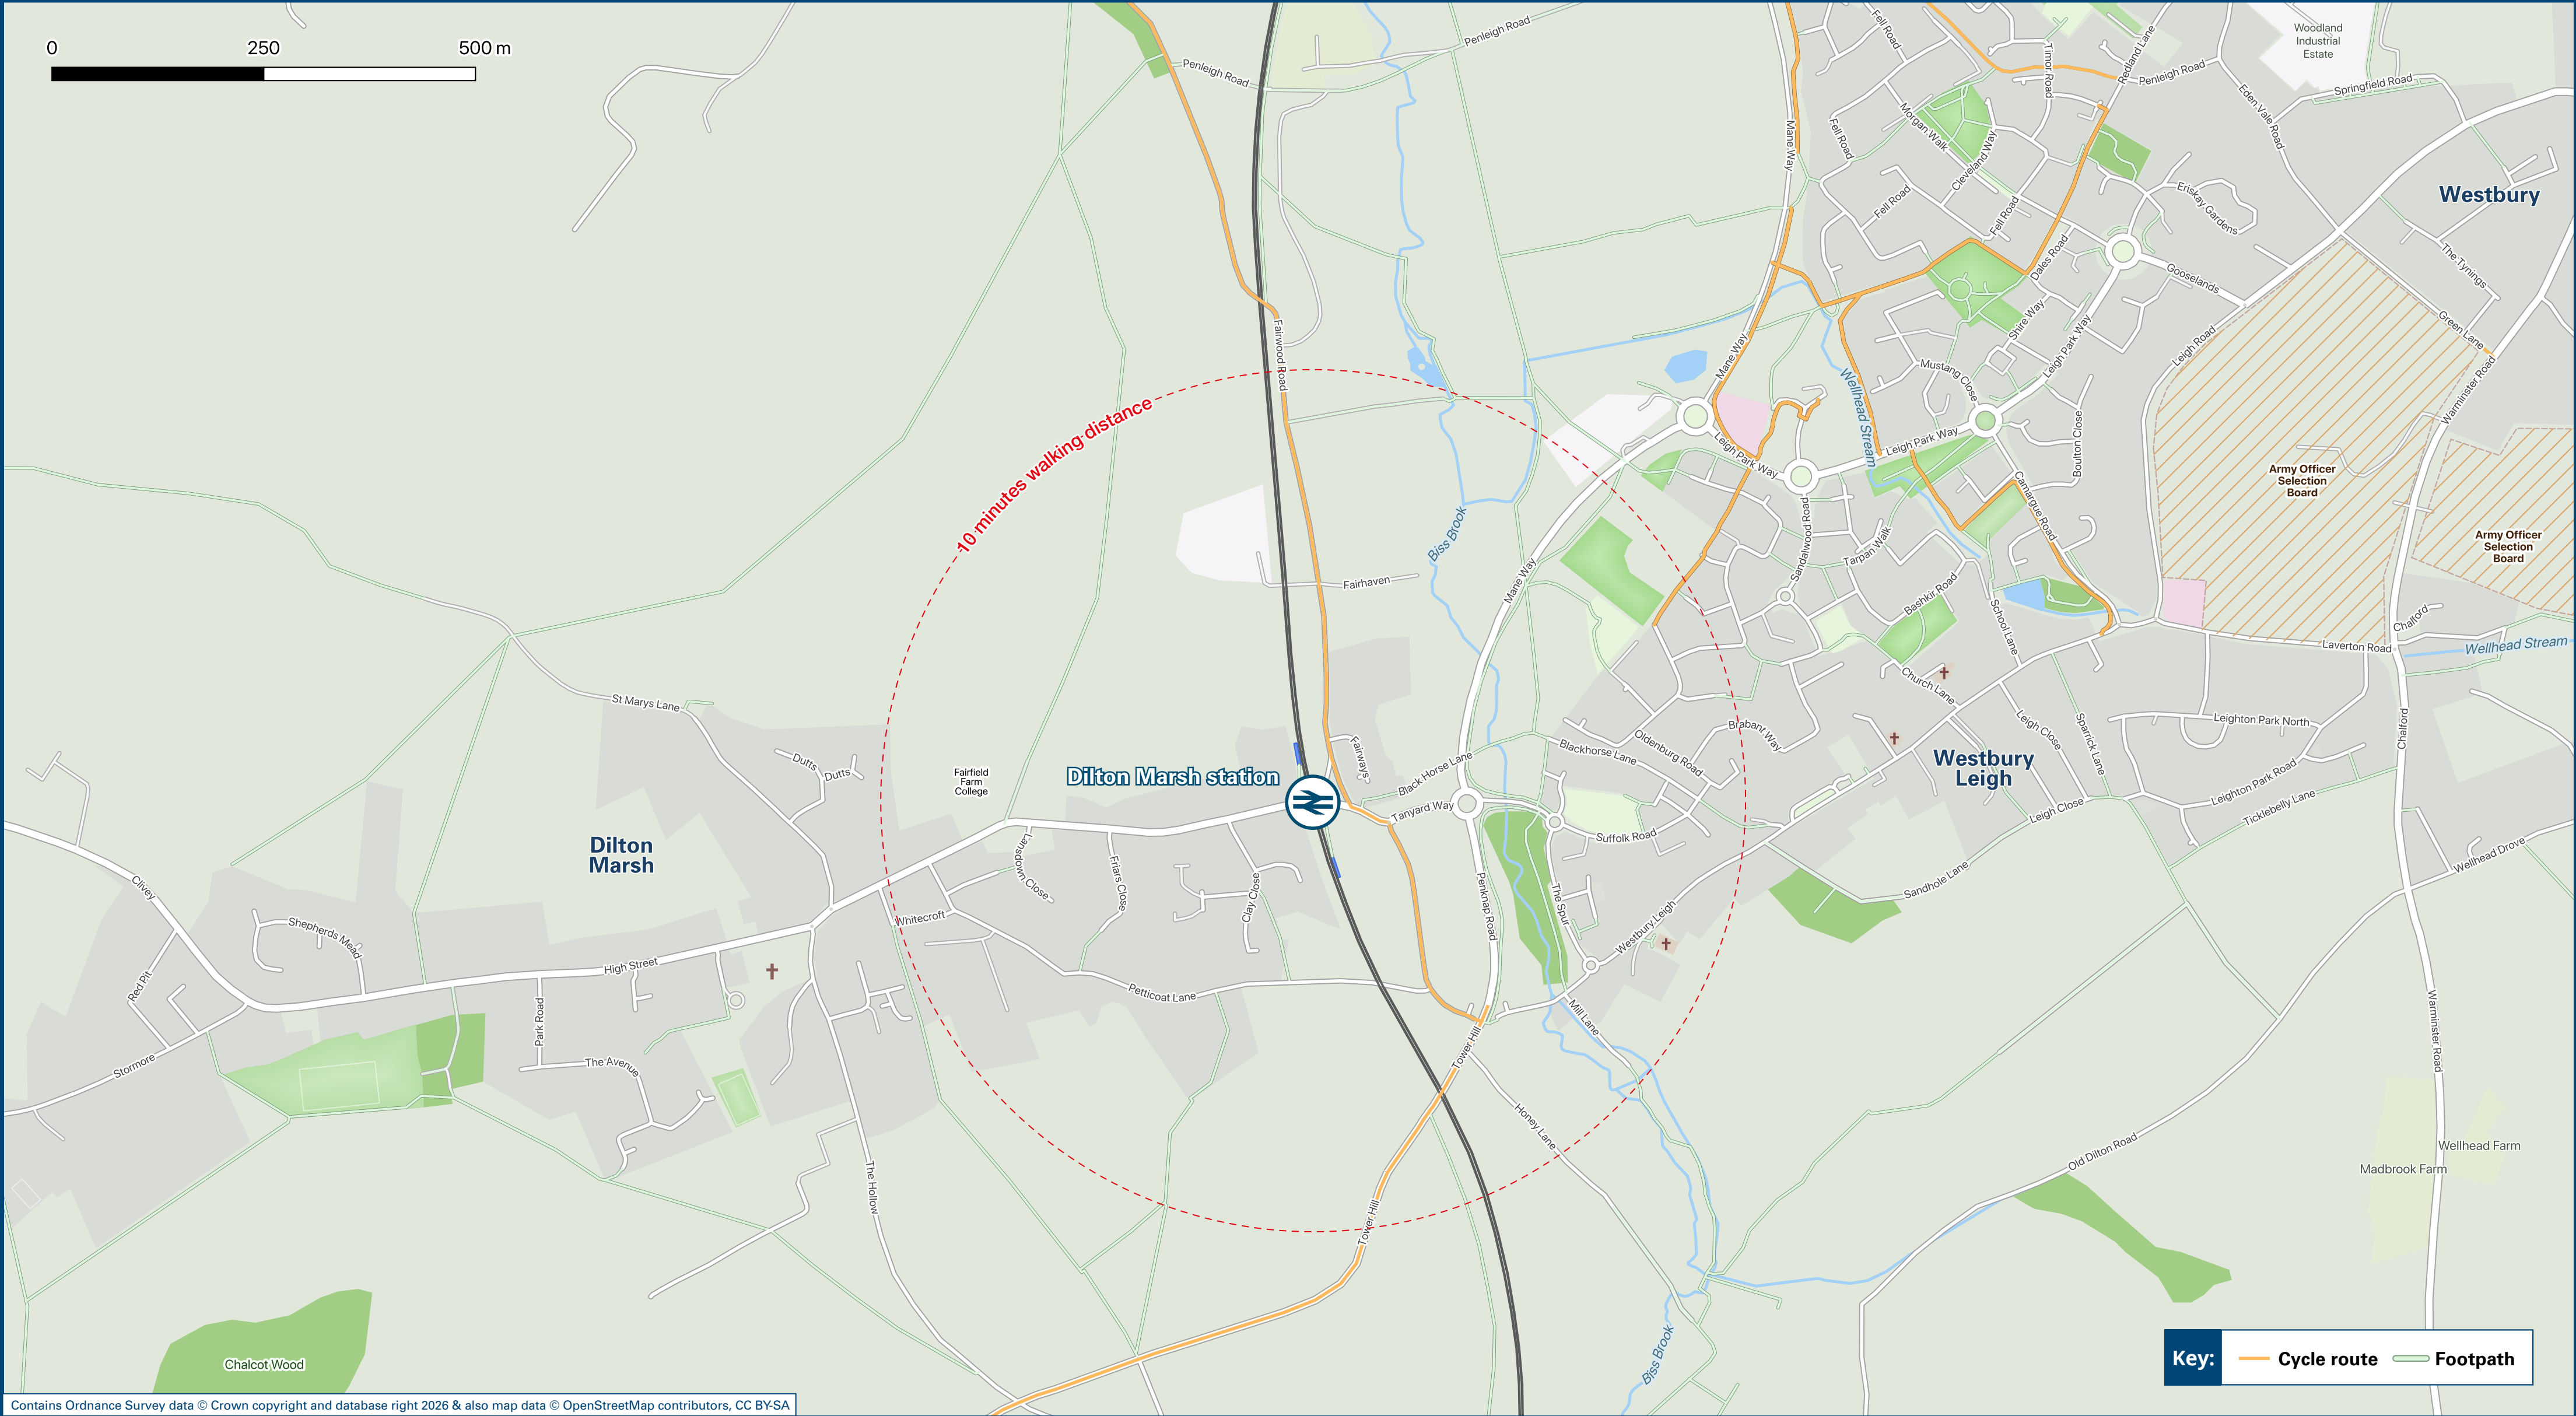 0 250 500 m
Penleigh Road
Penleigh Road
Fell Road
Timor Road
Redland Lane
Penleigh Road
Woodland
Industrial
Estate
Springfield Road
Eden Vale Road
Mane Way
Fell Road
Morgan Walk
Cleveland Way
Fell Road
Fell Road
Eriskay Gardens
Westbury
Dales Road
Gooselands
The Tynings
Green Lane
Shire Way
Leigh Park Way
Leigh Road
Warminster Road
Fairwood Road
Mane Way
Wellhead Stream
Mustang Close
Boulton Close
Leigh Park Way
Leigh Park Way
10 minutes walking distance
Army Officer
Selection
Board
Army Officer
Selection
Board
Camargue Road
Sandalwood Road
Tarpan Walk
Biss Brook
Mane Way
Fairhaven
Bashkir Road
School Lane
Chalford
Laverton Road
Wellhead Stream
St Marys Lane
Church Lane
Leigh Close
Sparrick Lane
Leighton Park North
Chalford
Brabant Way
Oldenburg Road
Blackhorse Lane
Westbury
Leigh
Dutts
Dutts
Fairfield
Farm
College
Dilton Marsh station
Fairways
Black Horse Lane
Tanyard Way
Leighton Park Road
Ticklebelly Lane
Leigh Close
Suffolk Road
Dilton
Marsh
Lansdown Close
Friars Close
Clay Close
Penknap Road
The Spur
Sandhole Lane
Wellhead Drove
Clivey
Shepherds Mead
Whitecroft
Westbury Leigh
Red Pit
High Street
Petticoat Lane
Mill Lane
Park Road
The Avenue
Stormore
Tower Hill
Warminster Road
Honey Lane
Old Dilton Road
Wellhead Farm
Madbrook Farm
The Hollow
Tower Hill
Chalcot Wood
Biss Brook
Key: Cycle route Footpath
Contains Ordnance Survey data © Crown copyright and database right 2026 & also map data © OpenStreetMap contributors, CC BY-SA